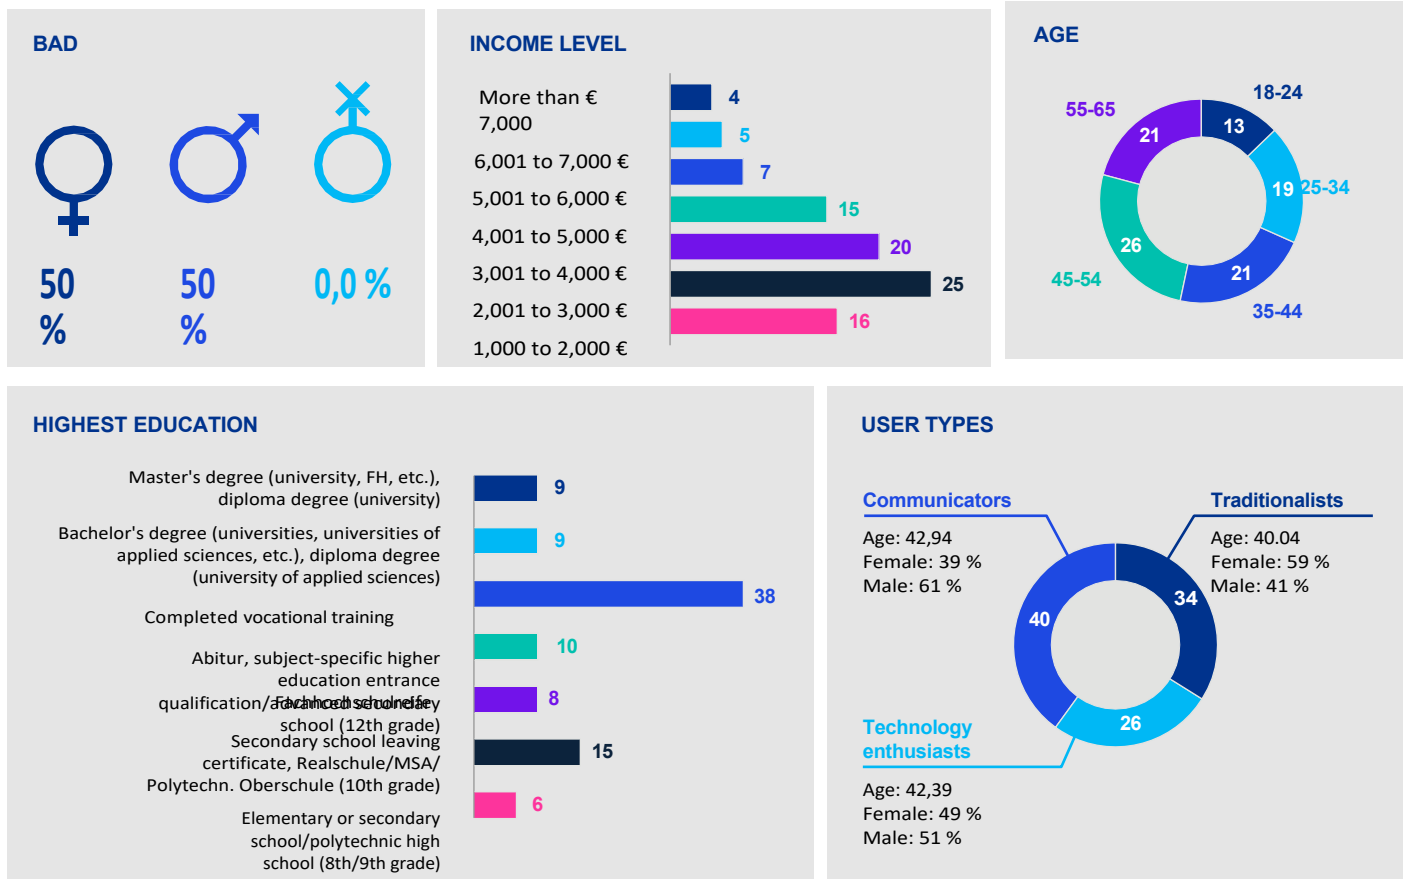 BAD
50
%
50
%
0,0 %
INCOME LEVEL
More than €
7,000
6,001 to 7,000 €
5,001 to 6,000 €
4,001 to 5,000 €
3,001 to 4,000 €
2,001 to 3,000 €
1,000 to 2,000 €
4
5
7
15
20
25
16
AGE
18-24
13
25-34
19
35-44
21
45-54
26
55-65
21
HIGHEST EDUCATION
Master's degree (university, FH, etc.),
diploma degree (university)
Bachelor's degree (universities, universities of
applied sciences, etc.), diploma degree
(university of applied sciences)
Completed vocational training
Abitur, subject-specific higher
education entrance
qualification/advanced secondary
school (12th grade)
Fachhochschulreife
Secondary school leaving
certificate, Realschule/MSA/
Polytechn. Oberschule (10th grade)
Elementary or secondary
school/polytechnic high
school (8th/9th grade)
9
9
38
10
8
15
6
USER TYPES
Communicators
Age: 42,94
Female: 39 %
Male: 61 %
Traditionalists
Age: 40.04
Female: 59 %
Male: 41 %
40
34
26
Technology
enthusiasts
Age: 42,39
Female: 49 %
Male: 51 %